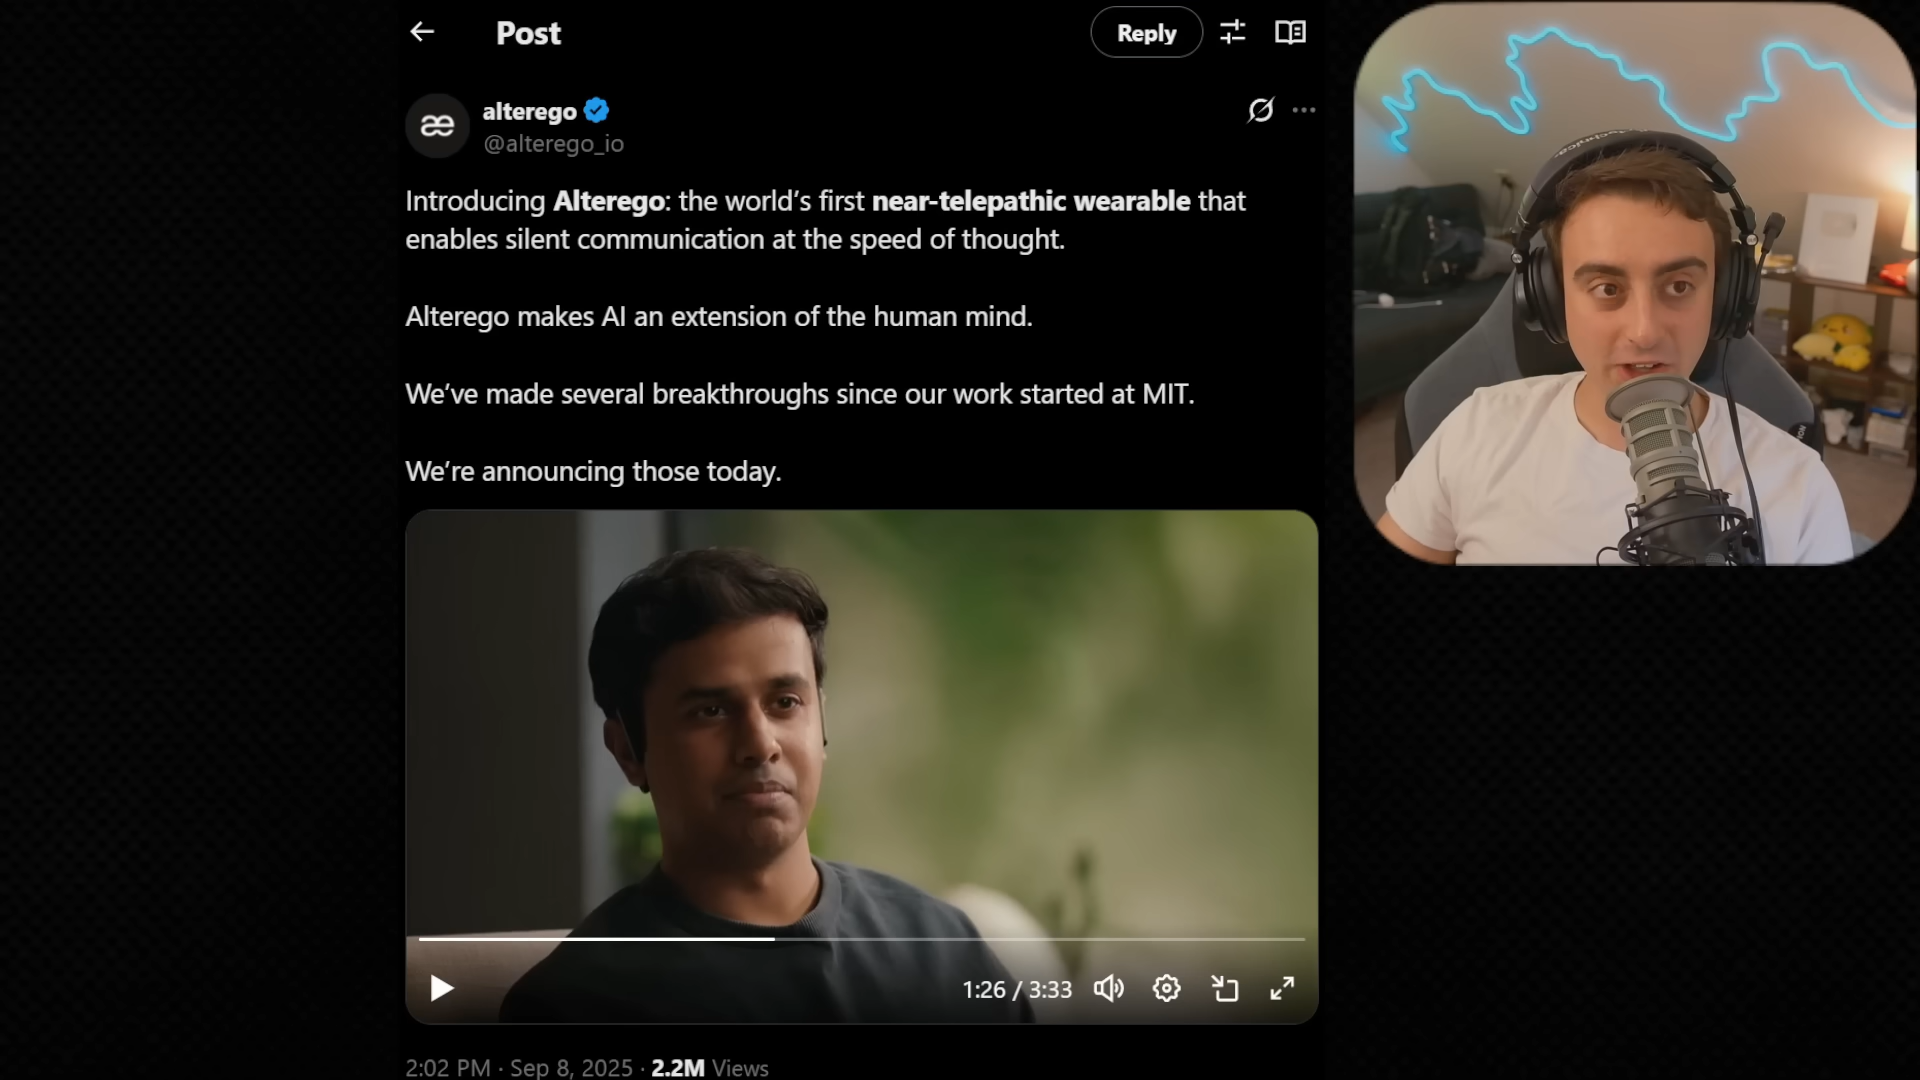 Post
Reply
æ
alterego
@alterego_io
Introducing Alterego: the world’s first near-telepathic wearable that
enables silent communication at the speed of thought.
Alterego makes AI an extension of the human mind.
We’ve made several breakthroughs since our work started at MIT.
We’re announcing those today.
1:26 / 3:33
2:02 PM · Sep 8, 2025 · 2.2M Views